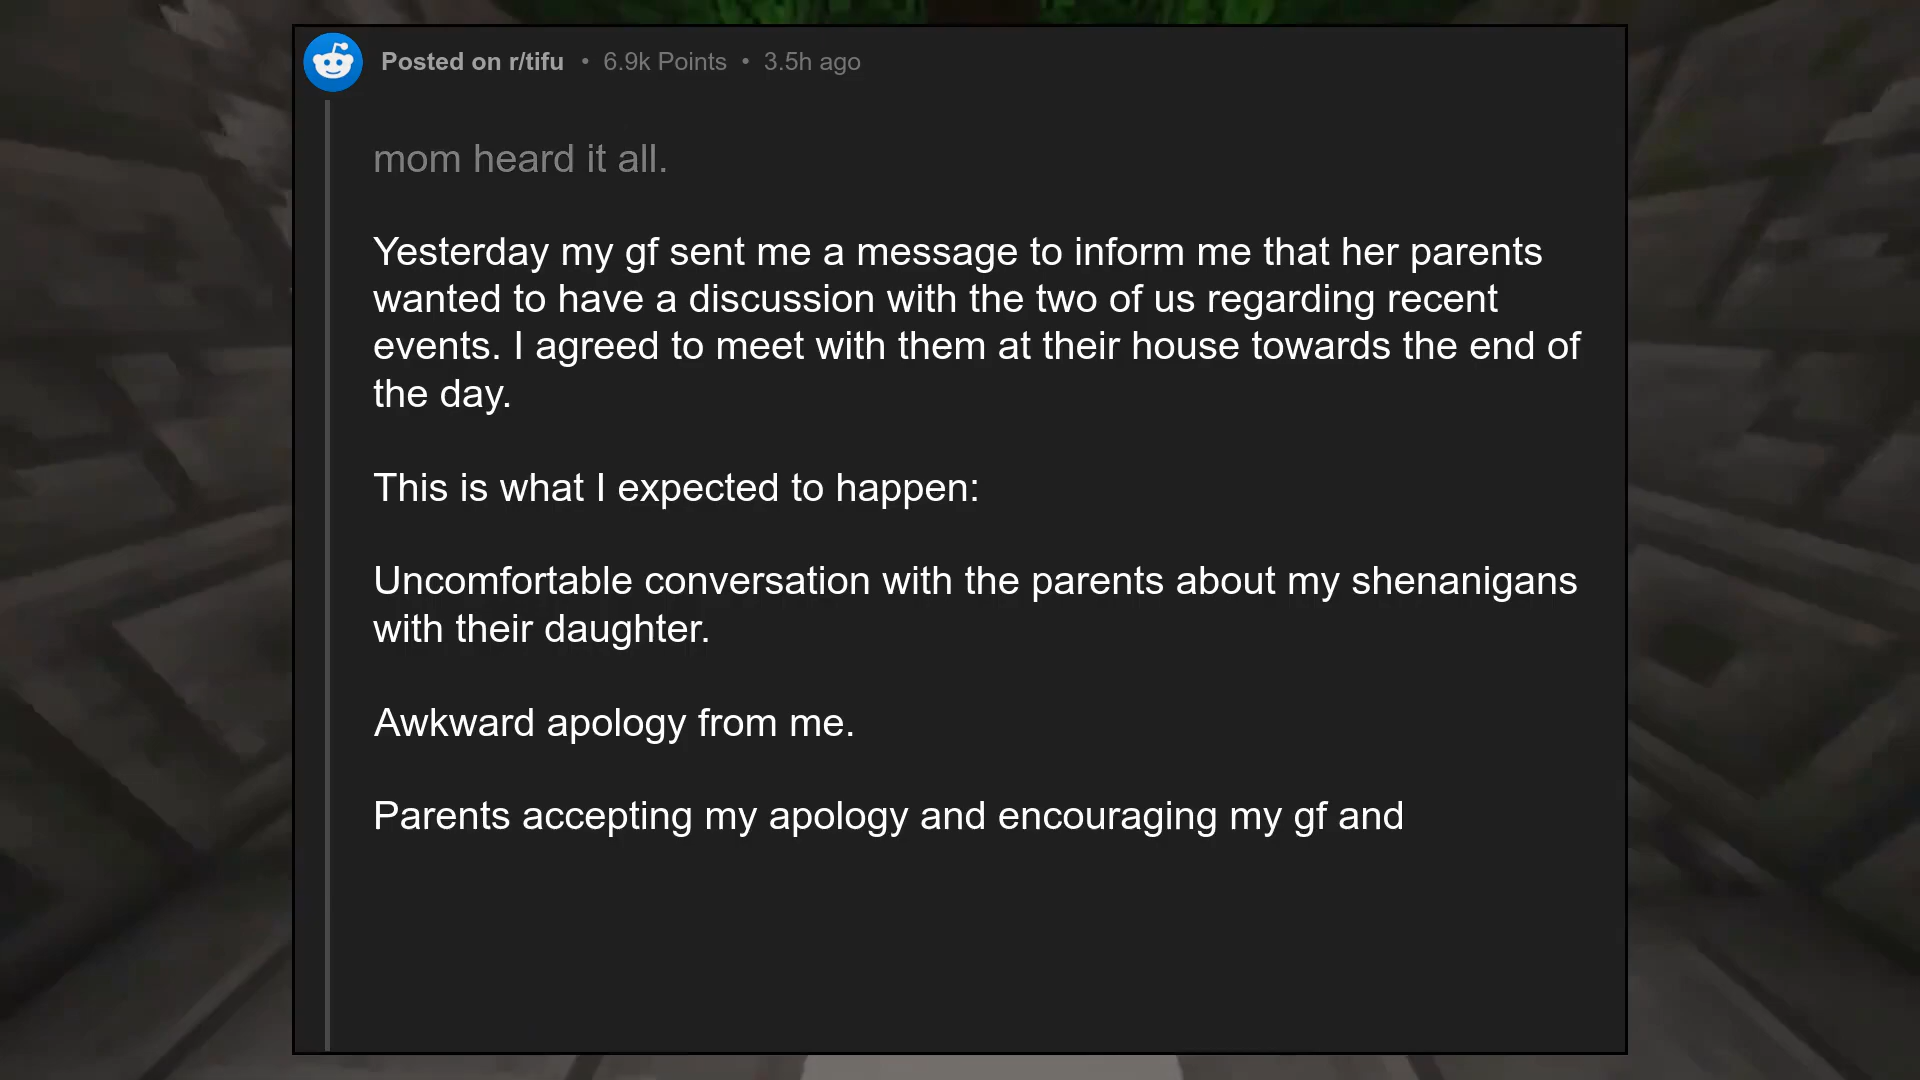 Posted on r/tifu • 6.9k Points • 3.5h ago
mom heard it all.
Yesterday my gf sent me a message to inform me that her parents
wanted to have a discussion with the two of us regarding recent
events. I agreed to meet with them at their house towards the end of
the day.
This is what I expected to happen:
Uncomfortable conversation with the parents about my shenanigans
with their daughter.
Awkward apology from me.
Parents accepting my apology and encouraging my gf and